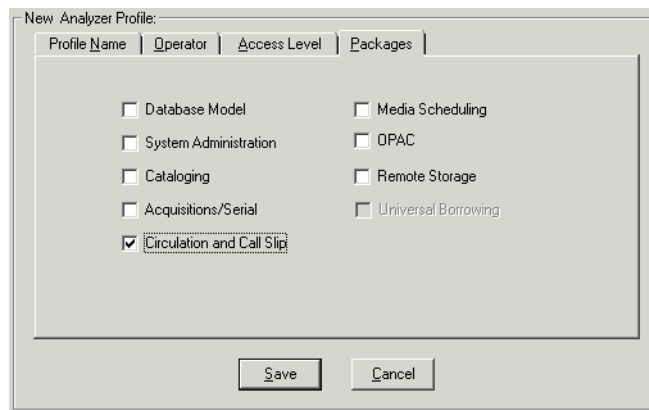 New Analyzer Profile:
Profile Name Operator Access Level Packages
Database Model
System Administration
Cataloging
Acquisitions/Serial
Circulation and Call Slip
Media Scheduling
OPAC
Remote Storage
Universal Borrowing
Save Cancel